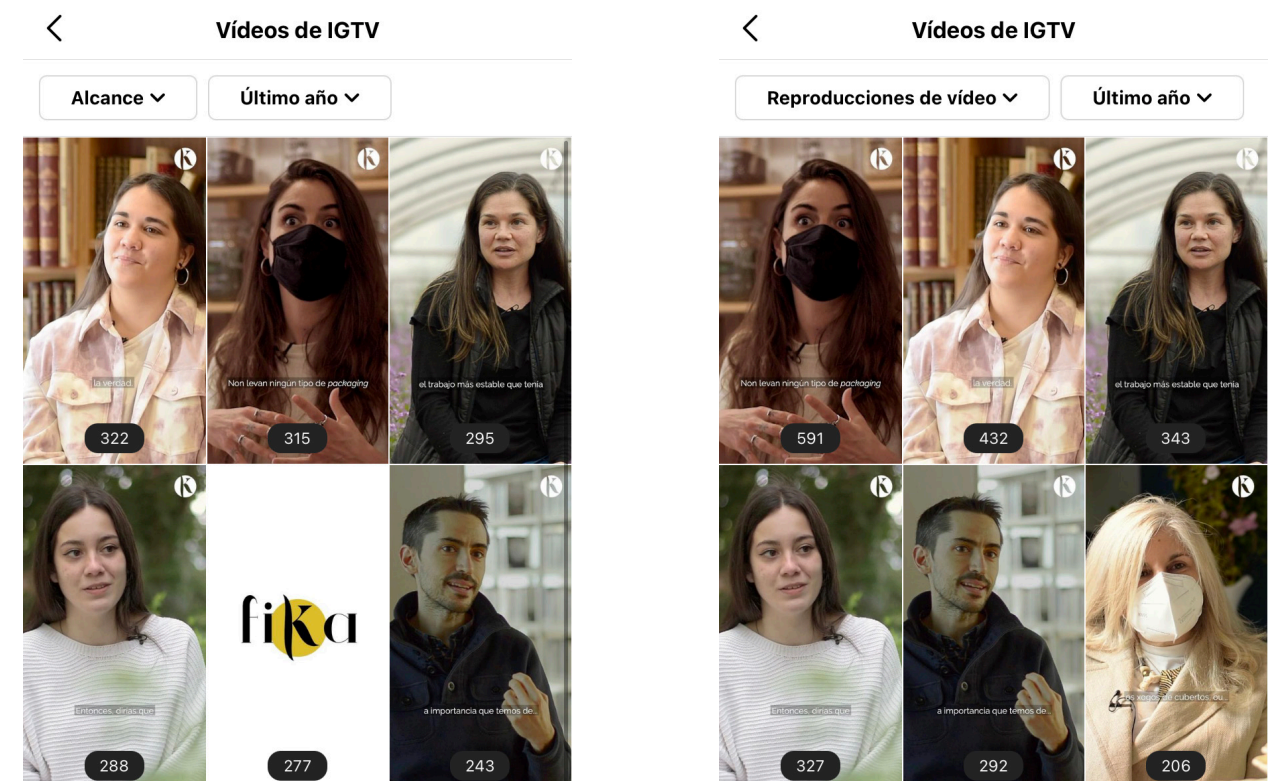 Vídeos de IGTV
Alcance
Último año
K
K
K
la verdad.
Non levan ningún tipo de packaging
el trabajo más estable que tenía
322
315
295
K
K
Entonces, dirías que
fika
a importancia que temos de...
288
277
243
Vídeos de IGTV
Reproducciones de vídeo
Último año
K
K
K
Non levan ningún tipo de packaging
la verdad.
el trabajo más estable que tenía
591
432
343
K
K
K
Entonces, dirías que
a importancia que temos de...
de cubertos, ou...
327
292
206